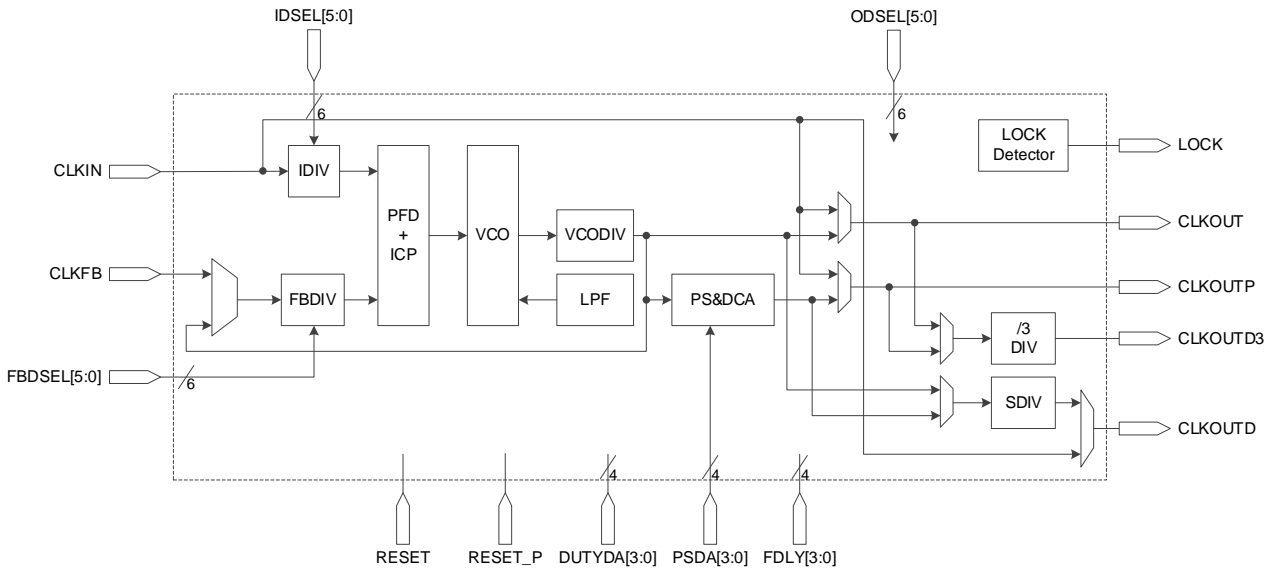 IDSEL[5:0]
ODSEL[5:0]
6
6
CLKIN
IDIV
PFD
+
ICP
VCO
VCODIV
LOCK
Detector
LOCK
CLKOUT
CLKFB
FBDIV
LPF
PS&DCA
CLKOUTP
/3
DIV
CLKOUTD3
FBDSEL[5:0]
6
SDIV
CLKOUTD
4
4
4
RESET
RESET_P
DUTYDA[3:0]
PSDA[3:0]
FDLY[3:0]